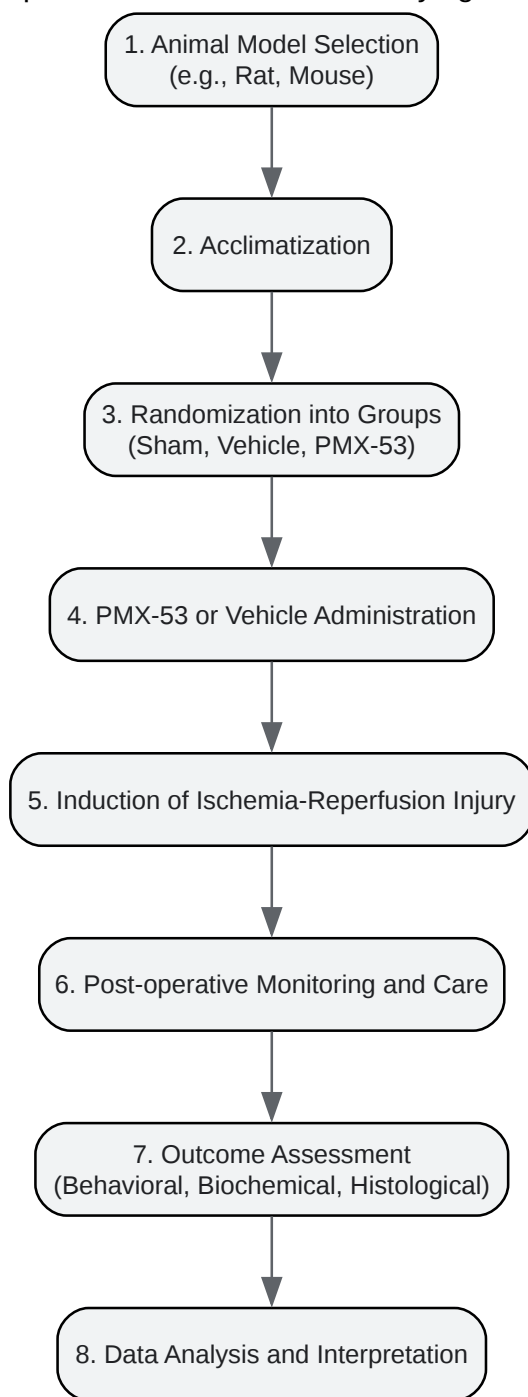 1. Animal Model Selection
(e.g., Rat, Mouse)
2. Acclimatization
3. Randomization into Groups
(Sham, Vehicle, PMX-53)
4. PMX-53 or Vehicle Administration
5. Induction of Ischemia-Reperfusion Injury
6. Post-operative Monitoring and Care
7. Outcome Assessment
(Behavioral, Biochemical, Histological)
8. Data Analysis and Interpretation